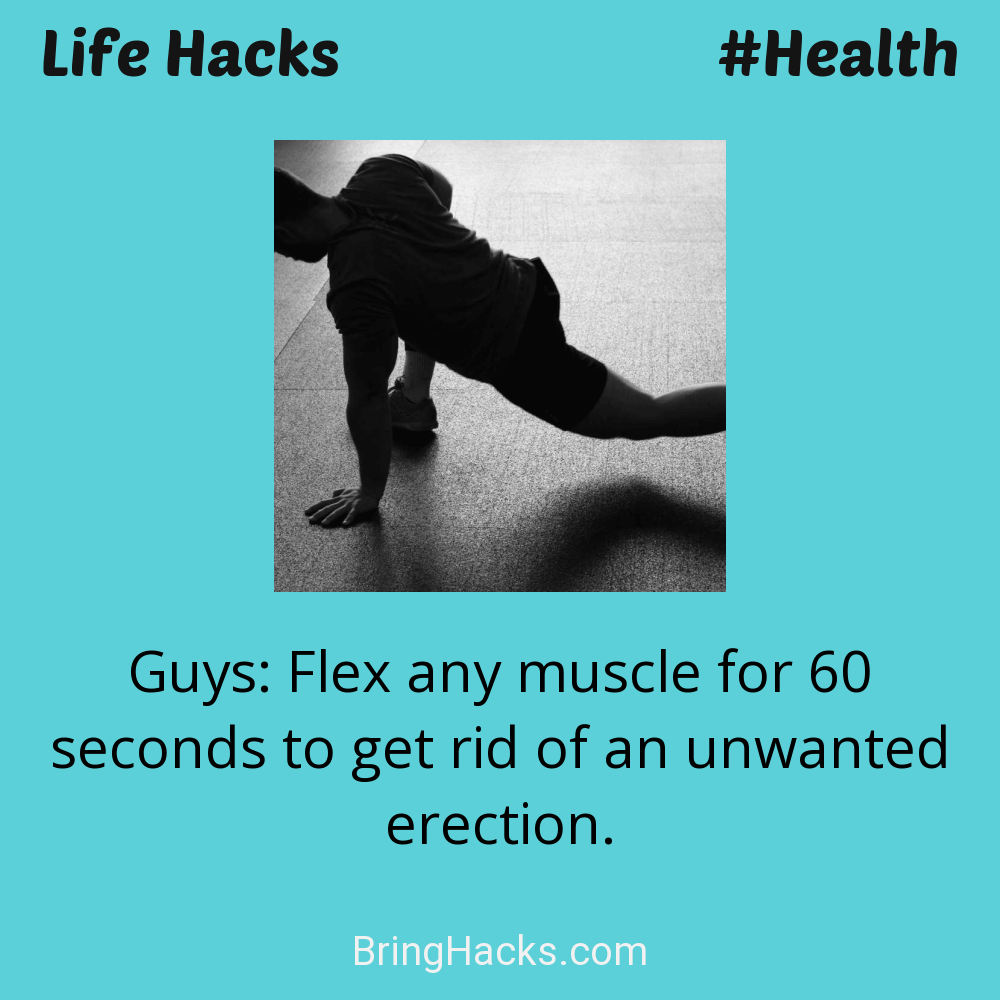 Life Hacks
#Health
Guys: Flex any muscle for 60
seconds to get rid of an unwanted
erection.
BringHacks.com